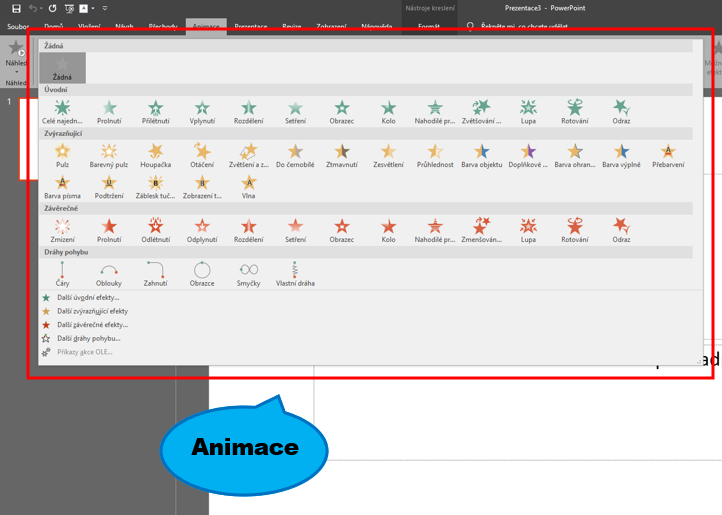 Nástroje kreslení Prezentace3 - PowerPoint
Soubor Domů Vložení Návrh Přechody Animace Prezentace Revize Zobrazení Nápověda Formát Řekněte mi, co chcete udělat
Žádná
Náhled
Žádná
Náhled
Úvodní
1
Celé najedn... Prolnutí Přilétnutí Vplynutí Rozdělení Setření Obrazec Kolo Nahodilé pr... Zvětšování ... Lupa Rotování Odraz
Zvýrazňující
Pulz Barevný pulz Houpačka Otáčení Zvětšení a z... Do černobílé Ztmavnutí Zesvětlení Průhlednost Barva objektu Doplňkové ... Barva ohran... Barva výplně Přebarvení
Barva písma Podtržení Záblesk tuč... Zobrazení t... Vlna
Závěrečné
Zmizení Prolnutí Odlétnutí Odplynutí Rozdělení Setření Obrazec Kolo Nahodilé pr... Zmenšován... Lupa Rotování Odraz
Dráhy pohybu
Čáry Oblouky Zahnutí Obrazce Smyčky Vlastní dráha
Další úvodní efekty...
Další zvýrazňující efekty
Další závěrečné efekty...
Další dráhy pohybu...
Příkazy akce OLE...
Animace